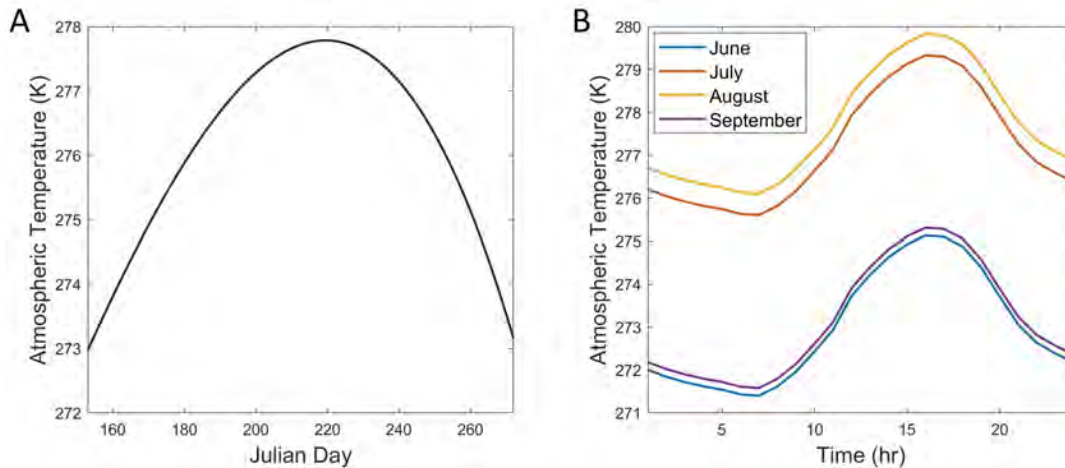 A
278
277
276
275
274
273
272
160 180 200 220 240 260
Julian Day
Atmospheric Temperature (K)
B
280
279
278
277
276
275
274
273
272
271
5 10 15 20
Time (hr)
Atmospheric Temperature (K)
June
July
August
September